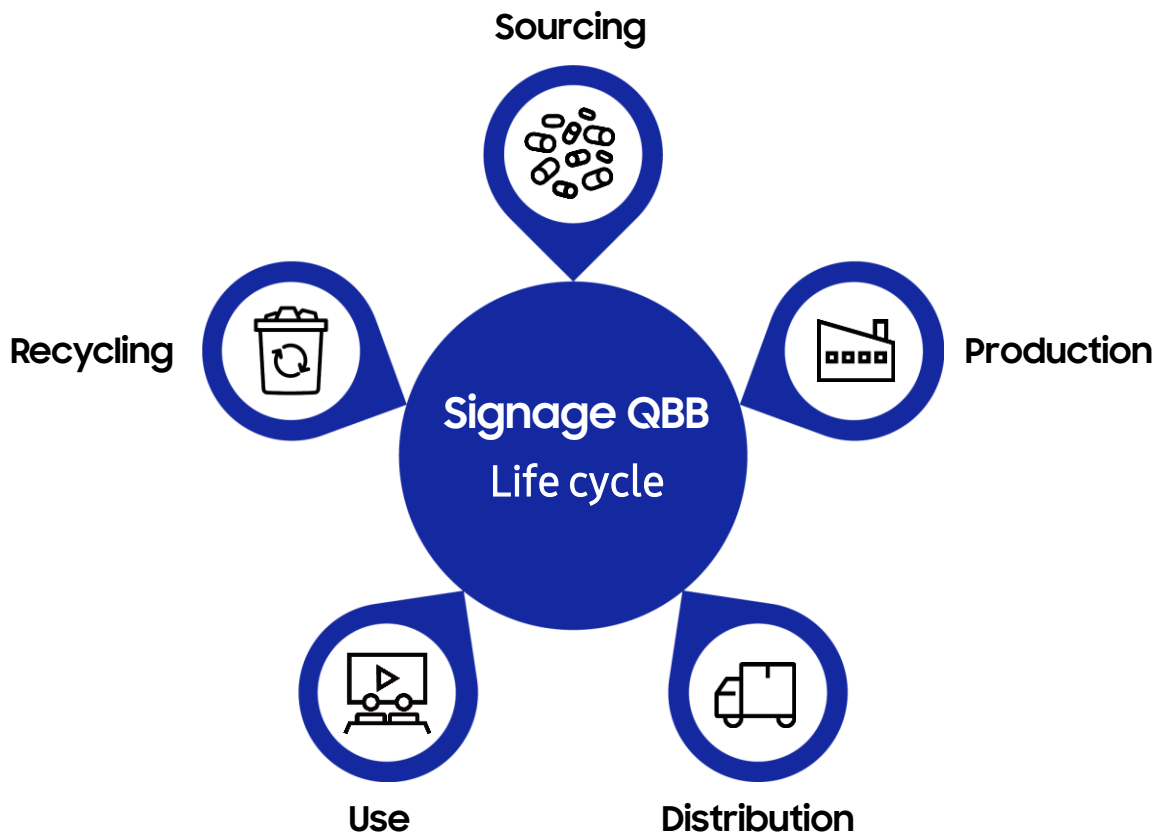 Sourcing
Recycling
Production
Signage QBB
Life cycle
Use
Distribution